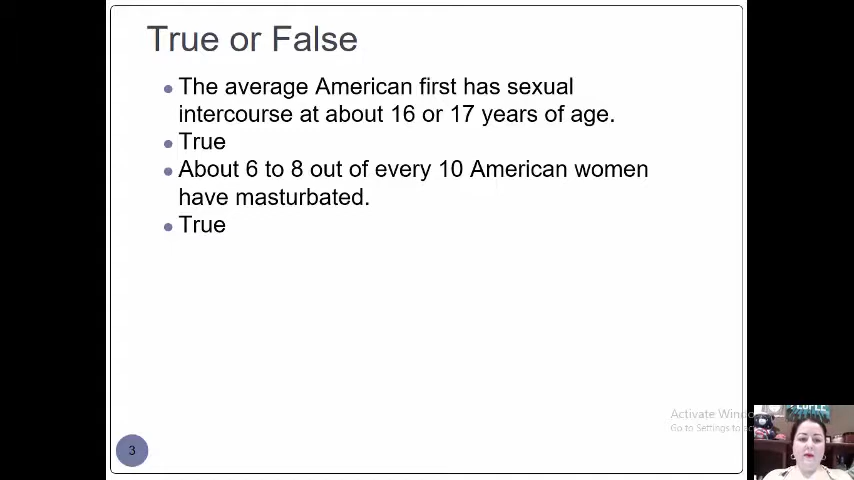 True or False
The average American first has sexual
intercourse at about 16 or 17 years of age.
True
About 6 to 8 out of every 10 American women
have masturbated.
True
Activate
Go to Settings to
3